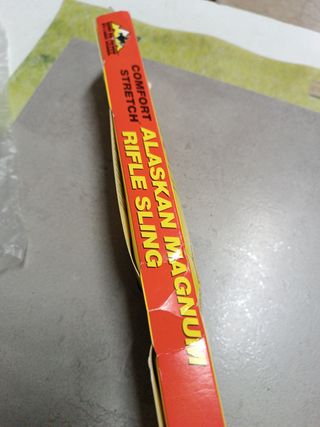 COMFORT
STRETCH
ALASKAN MAGNUM
RIFLE SLING